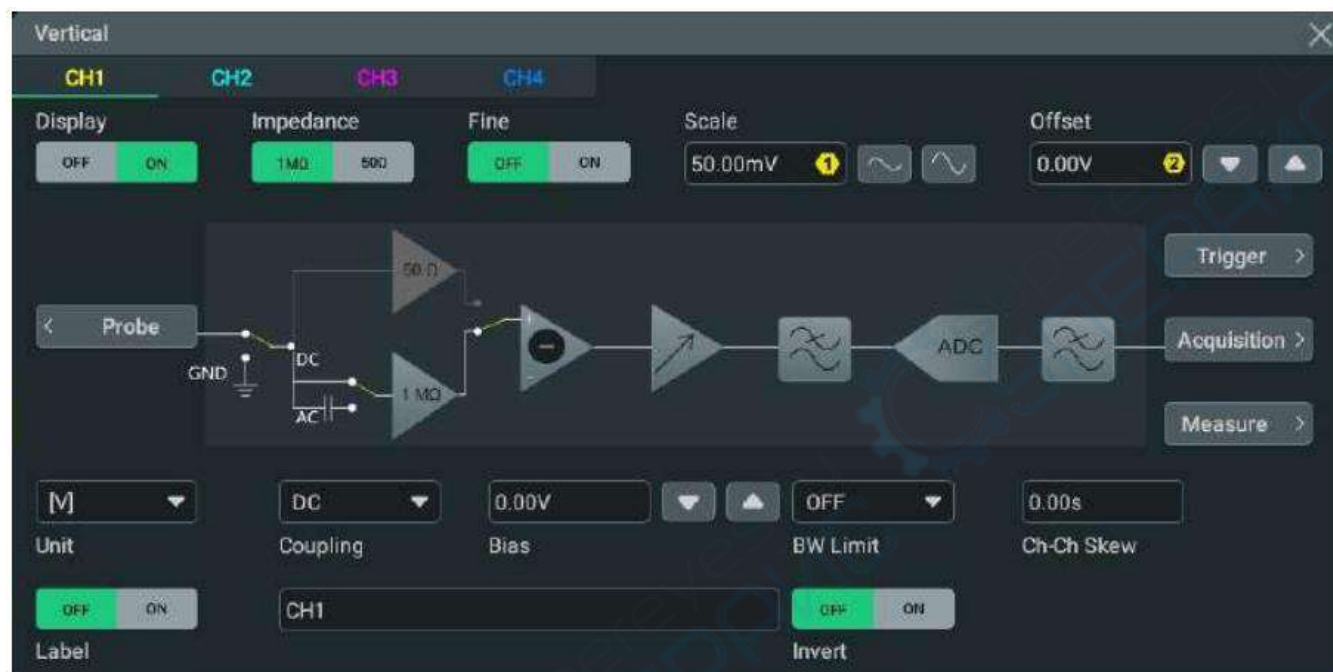 Vertical
CH1 CH2 CH3 CH4
Display Impedance Fine Scale Offset
OFF ON 1MΩ 50Ω OFF ON 50.00mV 1 0.00V 2
50 Ω
Trigger >
< Probe
GND
DC
AC
1 MΩ
+
-
ADC
Acquisition >
Measure >
[V] DC 0.00V OFF 0.00s
Unit Coupling Bias BW Limit Ch-Ch Skew
OFF ON CH1 OFF ON
Label Invert